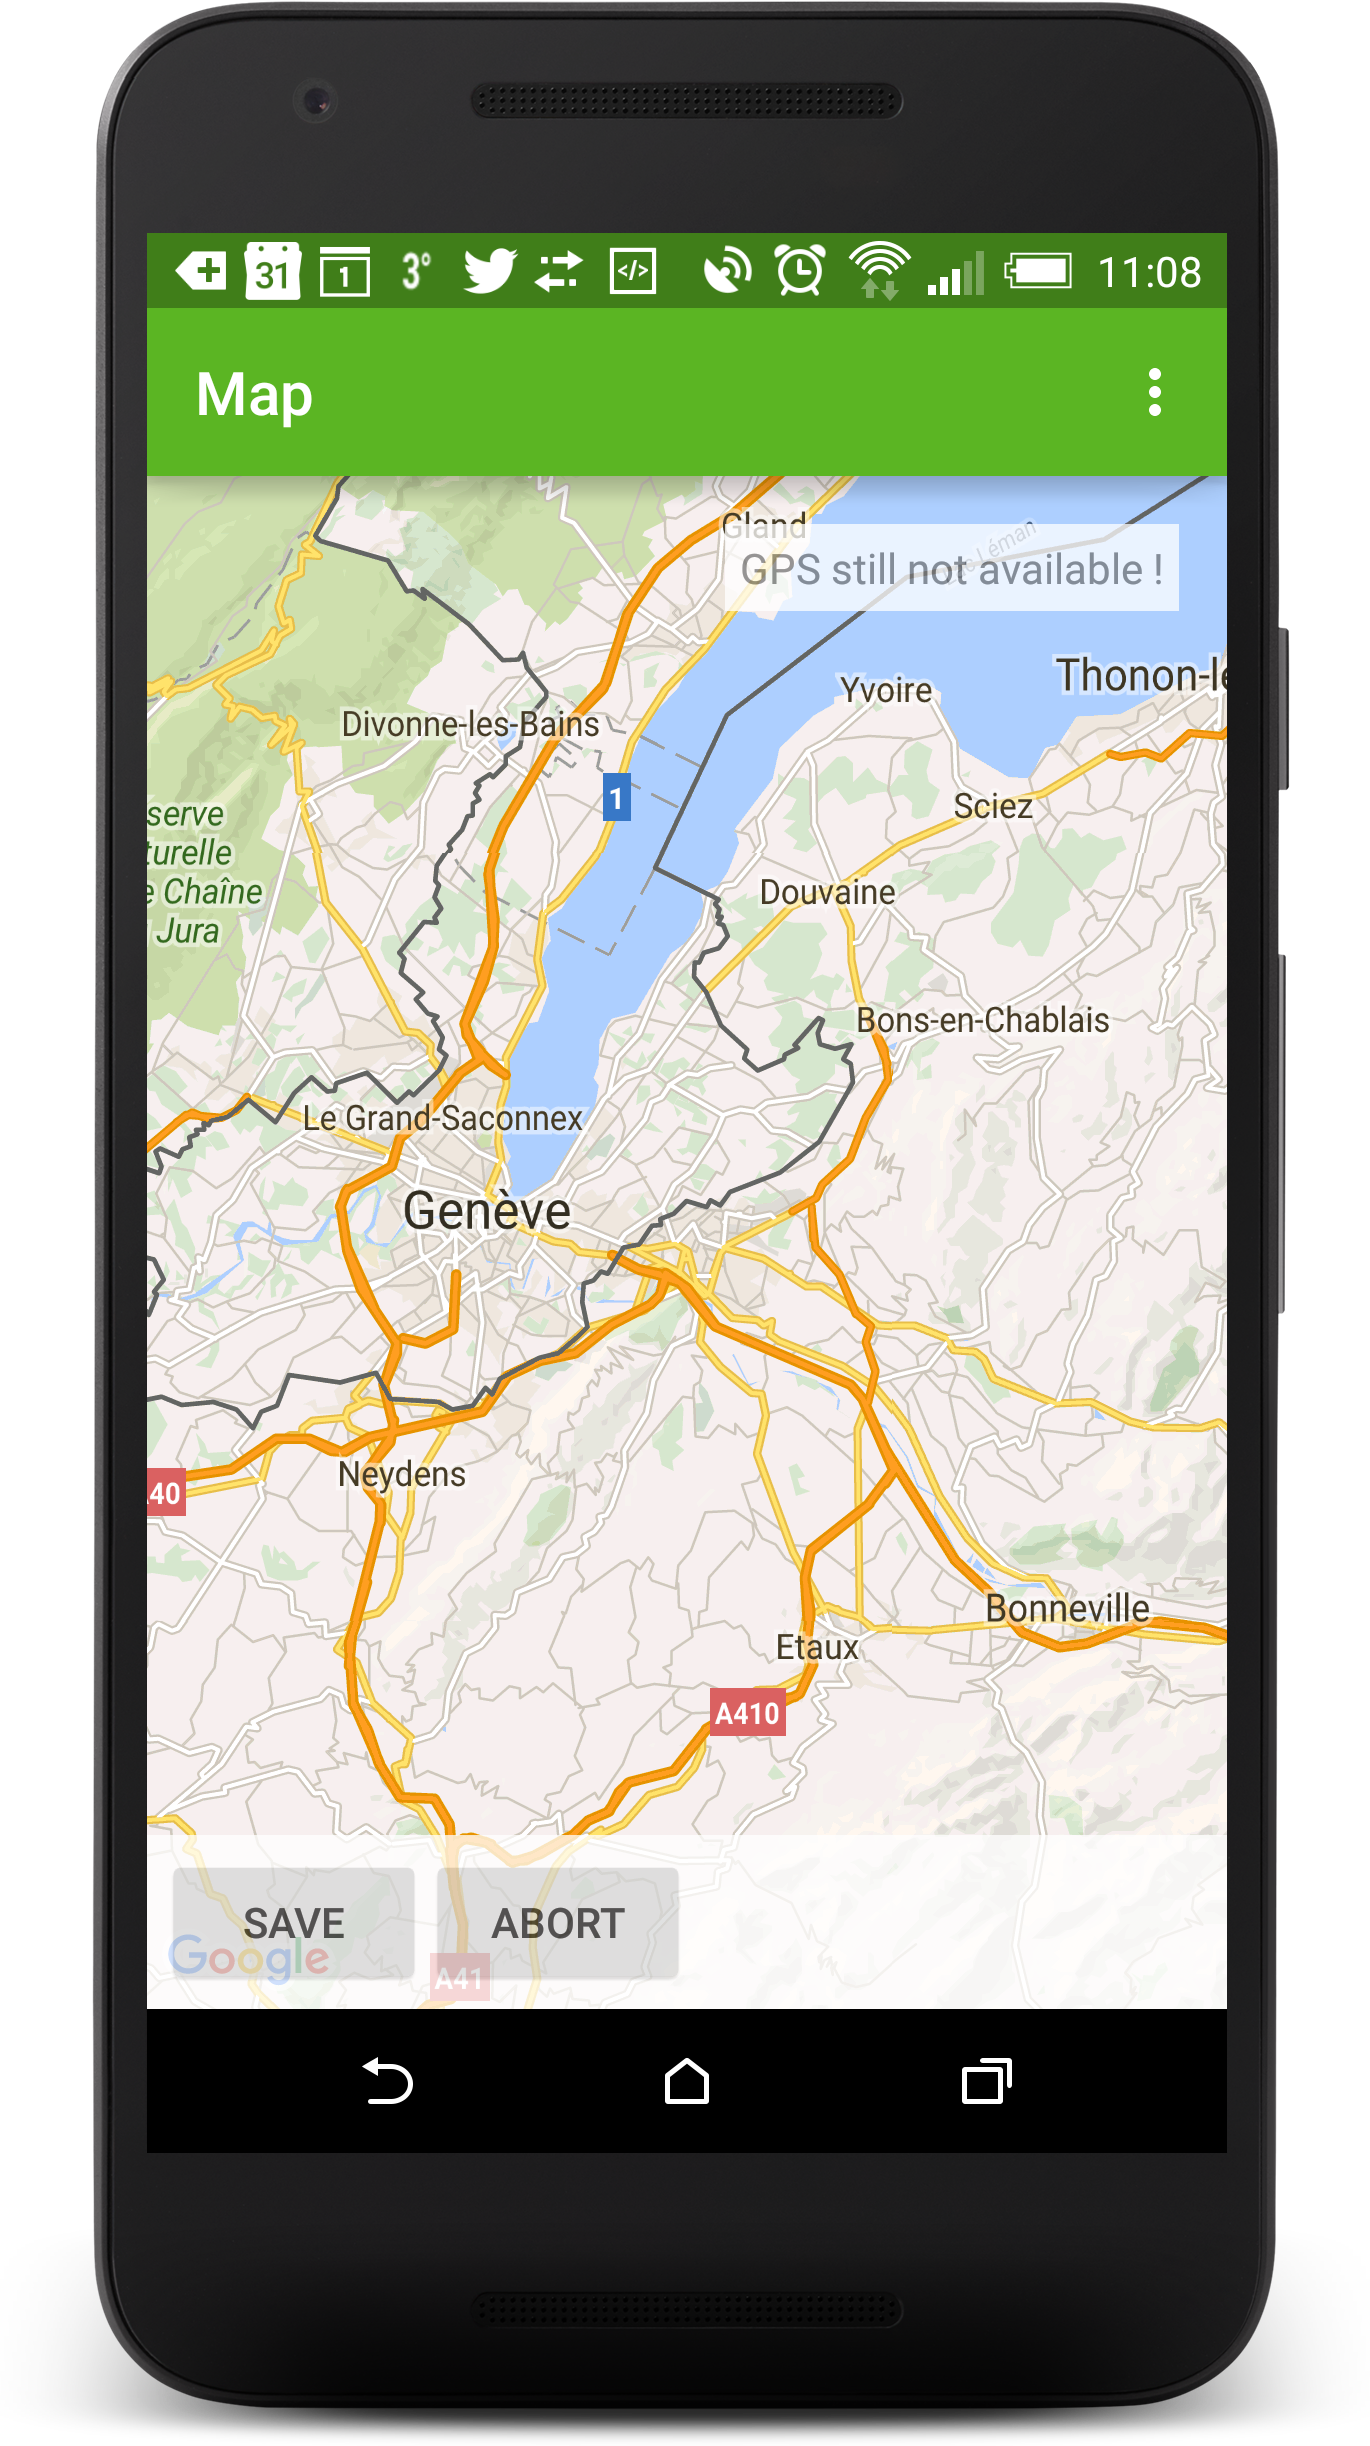 31
1
3°
</>
11:08
Map
Gland
GPS still not available !
Yvoire
Thonon-le
Divonne-les-Bains
1
Sciez
serve
turelle
e Chaîne
Jura
Douvaine
Bons-en-Chablais
Le Grand-Saconnex
Genève
Neydens
40
Bonneville
Etaux
A410
SAVE
ABORT
Google
A41